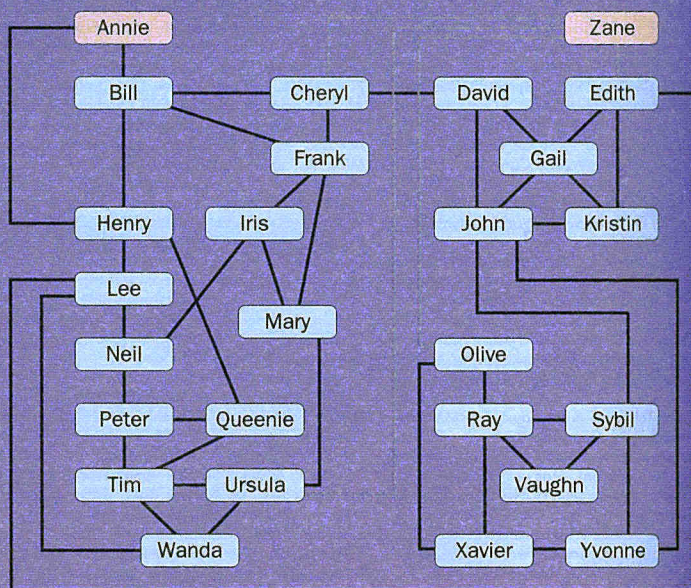 Annie
Zane
Bill
Cheryl
David
Edith
Frank
Gail
Henry
Iris
John
Kristin
Lee
Mary
Neil
Olive
Peter
Queenie
Ray
Sybil
Tim
Ursula
Vaughn
Wanda
Xavier
Yvonne